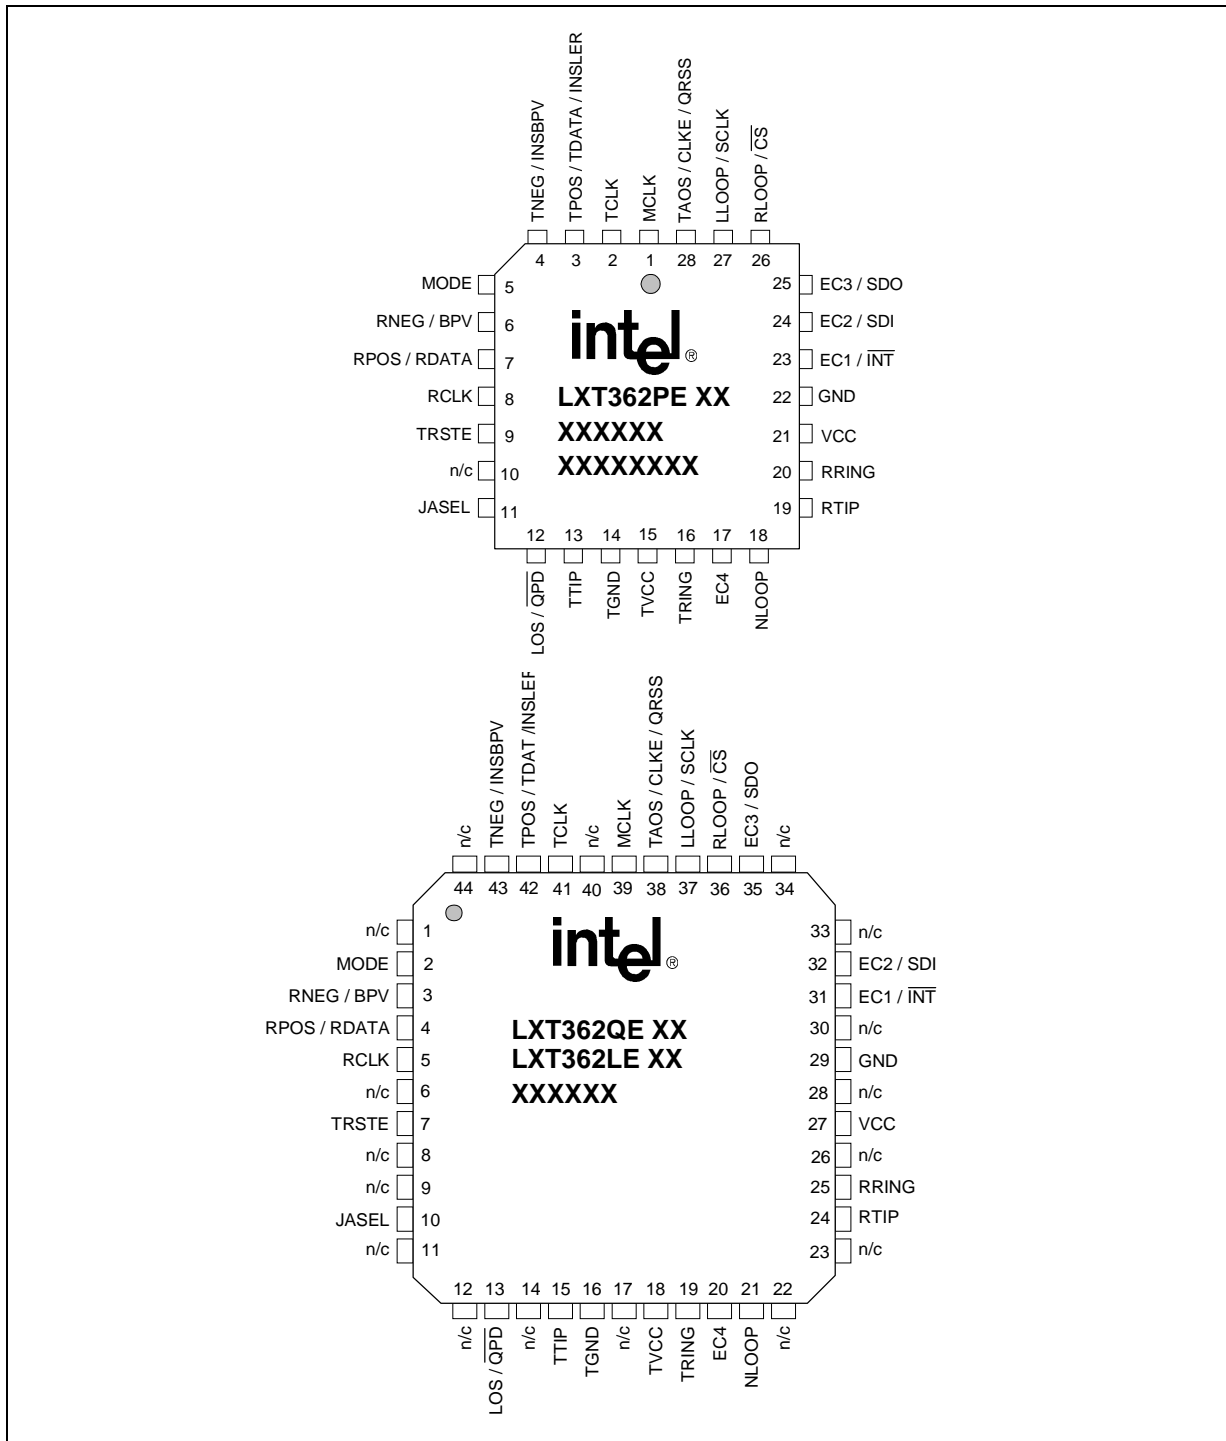 TNEG / INSBPV
TPOS / TDATA / INSLER
TCLK
MCLK
TAOS / CLKE / QRSS
LLOOP / SCLK
RLOOP / CS
4 3 2 1 28 27 26
MODE 5
RNEG / BPV 6
RPOS / RDATA 7
RCLK 8
TRSTE 9
n/c 10
JASEL 11
intel®
LXT362PE XX
XXXXXX
XXXXXXXX
25 EC3 / SDO
24 EC2 / SDI
23 EC1 / INT
22 GND
21 VCC
20 RRING
19 RTIP
12 13 14 15 16 17 18
LOS / QPD
TTIP
TGND
TVCC
TRING
EC4
NLOOP
n/c
TNEG / INSBPV
TPOS / TDAT /INSLER
TCLK
n/c
MCLK
TAOS / CLKE / QRSS
LLOOP / SCLK
RLOOP / CS
EC3 / SDO
n/c
44 43 42 41 40 39 38 37 36 35 34
n/c 1
MODE 2
RNEG / BPV 3
RPOS / RDATA 4
RCLK 5
n/c 6
TRSTE 7
n/c 8
n/c 9
JASEL 10
n/c 11
intel®
LXT362QE XX
LXT362LE XX
XXXXXX
33 n/c
32 EC2 / SDI
31 EC1 / INT
30 n/c
29 GND
28 n/c
27 VCC
26 n/c
25 RRING
24 RTIP
23 n/c
12 13 14 15 16 17 18 19 20 21 22
n/c
LOS / QPD
n/c
TTIP
TGND
n/c
TVCC
TRING
EC4
NLOOP
n/c